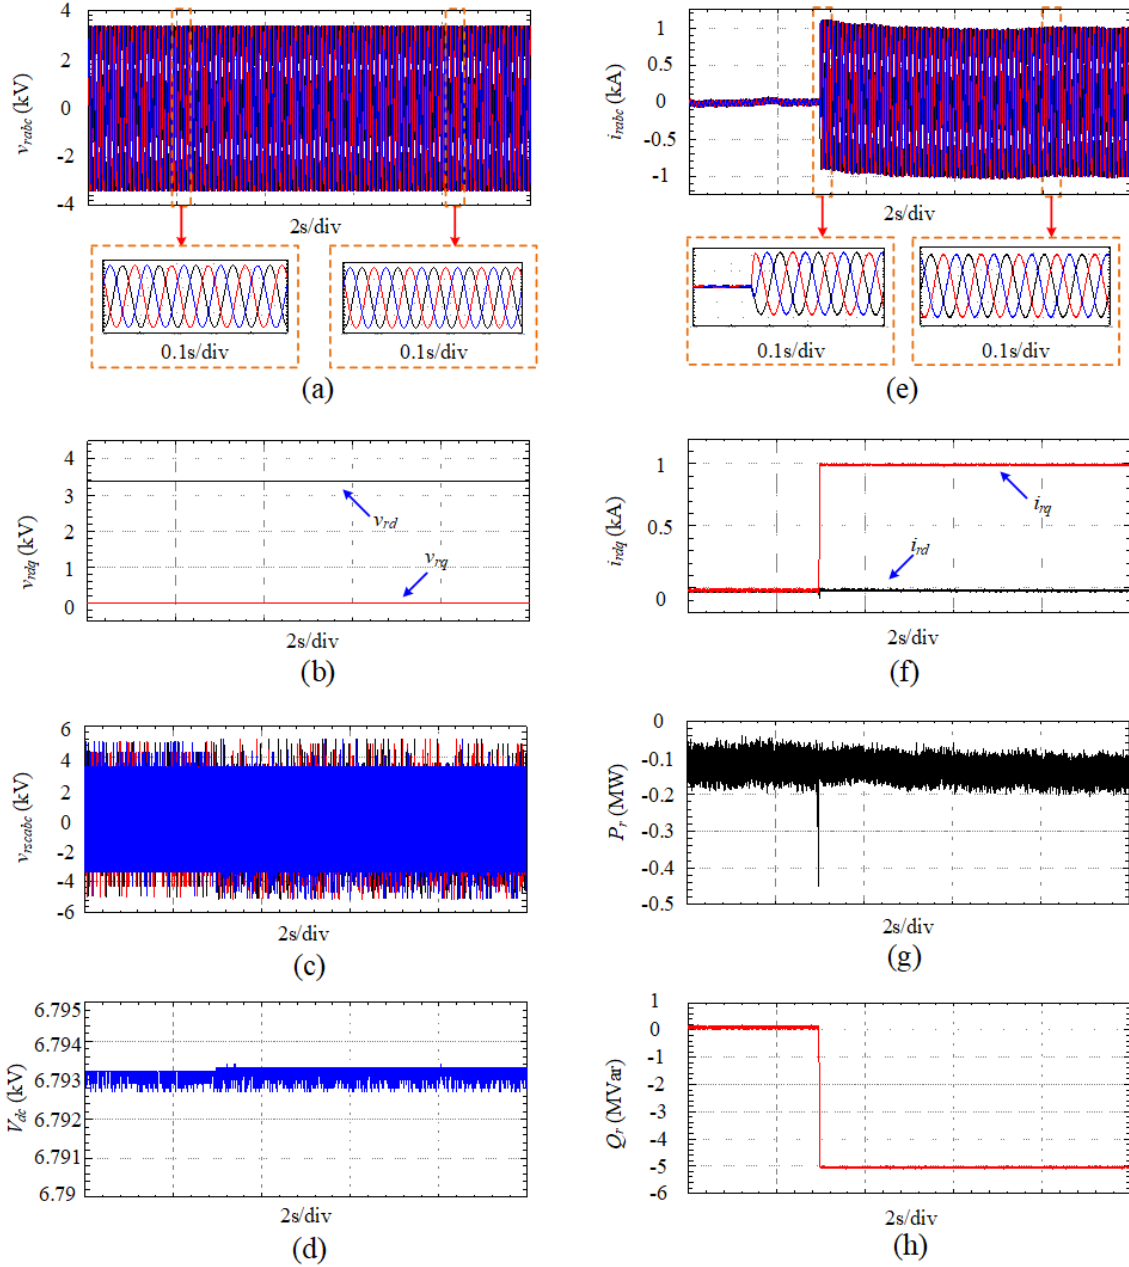 4
2
0
-2
-4
v_rabc (kV)
2s/div
0.1s/div
0.1s/div
(a)
1
0.5
0
-0.5
-1
i_rabc (kA)
2s/div
0.1s/div
0.1s/div
(e)
4
3
2
1
0
v_rdq (kV)
v_rd
v_rq
2s/div
(b)
1
0.5
0
i_rdq (kA)
i_rq
i_rd
2s/div
(f)
6
4
2
0
-2
-4
-6
v_rscabc (kV)
2s/div
(c)
0
-0.1
-0.2
-0.3
-0.4
-0.5
P_r (MW)
2s/div
(g)
6.795
6.794
6.793
6.792
6.791
6.79
V_dc (kV)
2s/div
(d)
1
0
-1
-2
-3
-4
-5
-6
Q_r (MVar)
2s/div
(h)